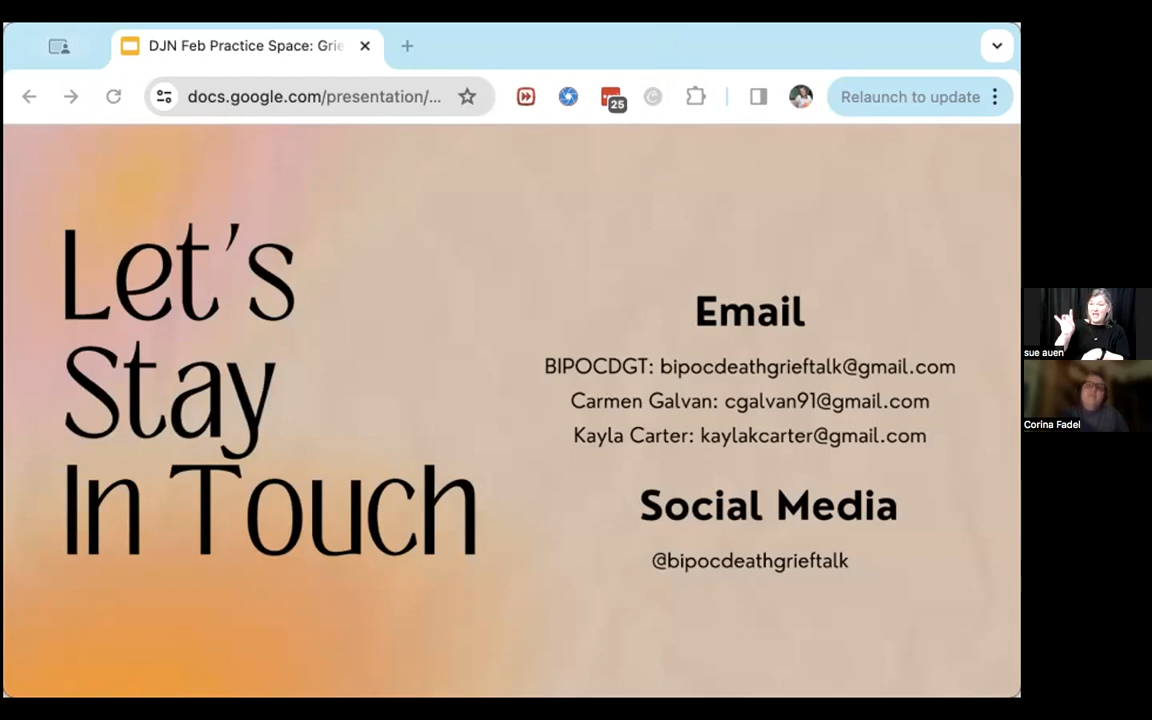 DJN Feb Practice Space: Grie
docs.google.com/presentation/...
25
Relaunch to update
Let's
Stay
In Touch
Email
BIPOCDGT: bipocdeathgrieftalk@gmail.com
Carmen Galvan: cgalvan91@gmail.com
Kayla Carter: kaylakcarter@gmail.com
Social Media
@bipocdeathgrieftalk
sue auen
Corina Fadel